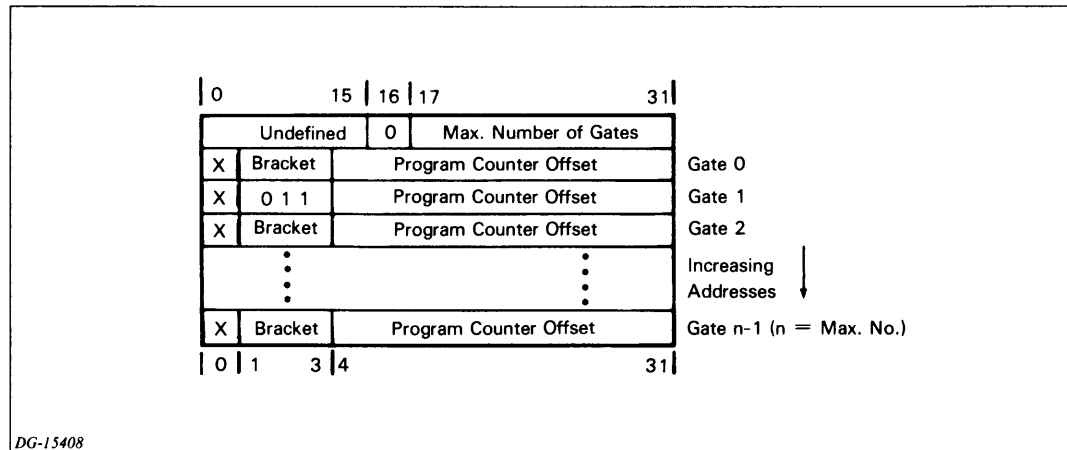 0 15 16 17 31
Undefined 0 Max. Number of Gates
X Bracket Program Counter Offset Gate 0
X 0 1 1 Program Counter Offset Gate 1
X Bracket Program Counter Offset Gate 2
Increasing
Addresses
X Bracket Program Counter Offset Gate n-1 (n = Max. No.)
0 1 3 4 31
DG-15408